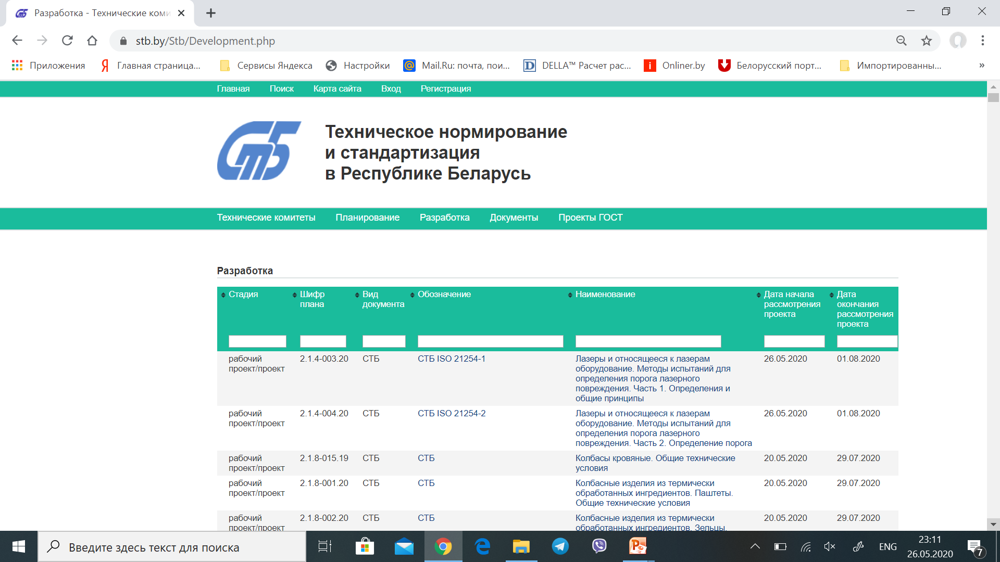 Разработка - Технические коми
stb.by/Stb/Development.php
Приложения
Главная страница...
Сервисы Яндекса
Настройки
Mail.Ru: почта, пои...
DELLA™ Расчет рас...
Onliner.by
Белорусский порт...
Импортированны...
»
Главная Поиск Карта сайта Вход Регистрация
СТБ
Техническое нормирование
и стандартизация
в Республике Беларусь
Технические комитеты Планирование Разработка Документы Проекты ГОСТ
Разработка
Стадия
Шифр
плана
Вид
документа
Обозначение
Наименование
Дата начала
рассмотрения
проекта
Дата
окончания
рассмотрения
проекта
рабочий
проект/проект
2.1.4-003.20
СТБ
СТБ ISO 21254-1
Лазеры и относящееся к лазерам
оборудование. Методы испытаний для
определения порога лазерного
повреждения. Часть 1. Определения и
общие принципы
26.05.2020
01.08.2020
рабочий
проект/проект
2.1.4-004.20
СТБ
СТБ ISO 21254-2
Лазеры и относящееся к лазерам
оборудование. Методы испытаний для
определения порога лазерного
повреждения. Часть 2. Определение порога
26.05.2020
01.08.2020
рабочий
проект/проект
2.1.8-015.19
СТБ
СТБ
Колбасы кровяные. Общие технические
условия
20.05.2020
29.07.2020
рабочий
проект/проект
2.1.8-001.20
СТБ
СТБ
Колбасные изделия из термически
обработанных ингредиентов. Паштеты.
Общие технические условия
20.05.2020
29.07.2020
рабочий
проект/проект
2.1.8-002.20
СТБ
СТБ
Колбасные изделия из термически
обработанных ингредиентов. Зельцы.
20.05.2020
29.07.2020
Введите здесь текст для поиска
ENG
23:11
26.05.2020
7